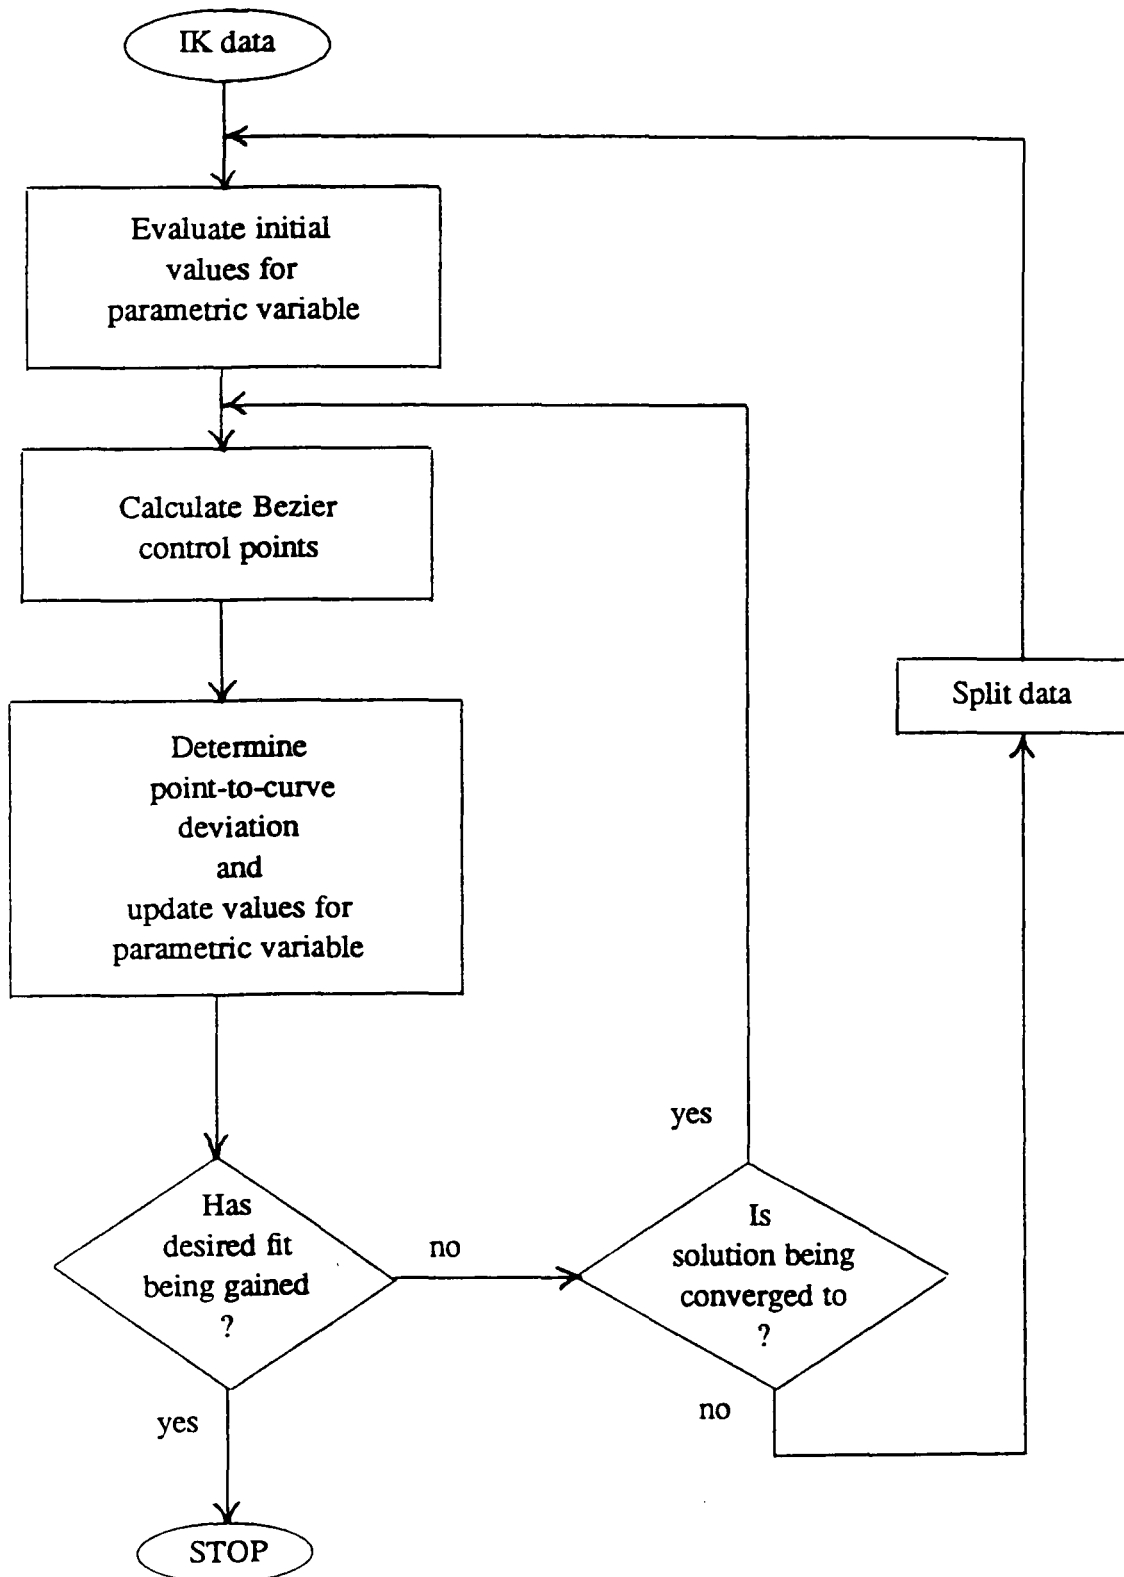 IK data
Evaluate initial
values for
parametric variable
Calculate Bezier
control points
Split data
Determine
point-to-curve
deviation
and
update values for
parametric variable
yes
Has
desired fit
being gained
?
no
Is
solution being
converged to
?
yes
no
STOP